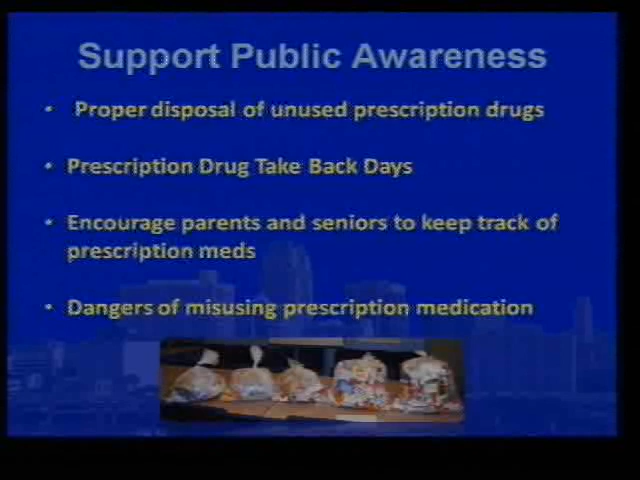 Support Public Awareness
• Proper disposal of unused prescription drugs
• Prescription Drug Take Back Days
• Encourage parents and seniors to keep track of
prescription meds
• Dangers of misusing prescription medication